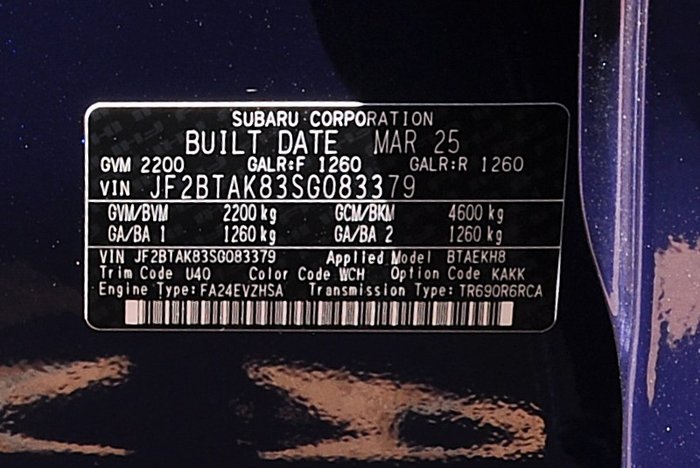 SUBARU CORPORATION
BUILT DATE MAR 25
GVM 2200 GALR:F 1260 GALR:R 1260
VIN JF2BTAK83SG083379
GVM/BVM 2200 kg GCM/BKM 4600 kg
GA/BA 1 1260 kg GA/BA 2 1260 kg
VIN JF2BTAK83SG083379 Applied Model BTAEKH8
Trim Code U40 Color Code WCH Option Code KAKK
Engine Type:FA24EVZHSA Transmission Type:TR690R6RCA